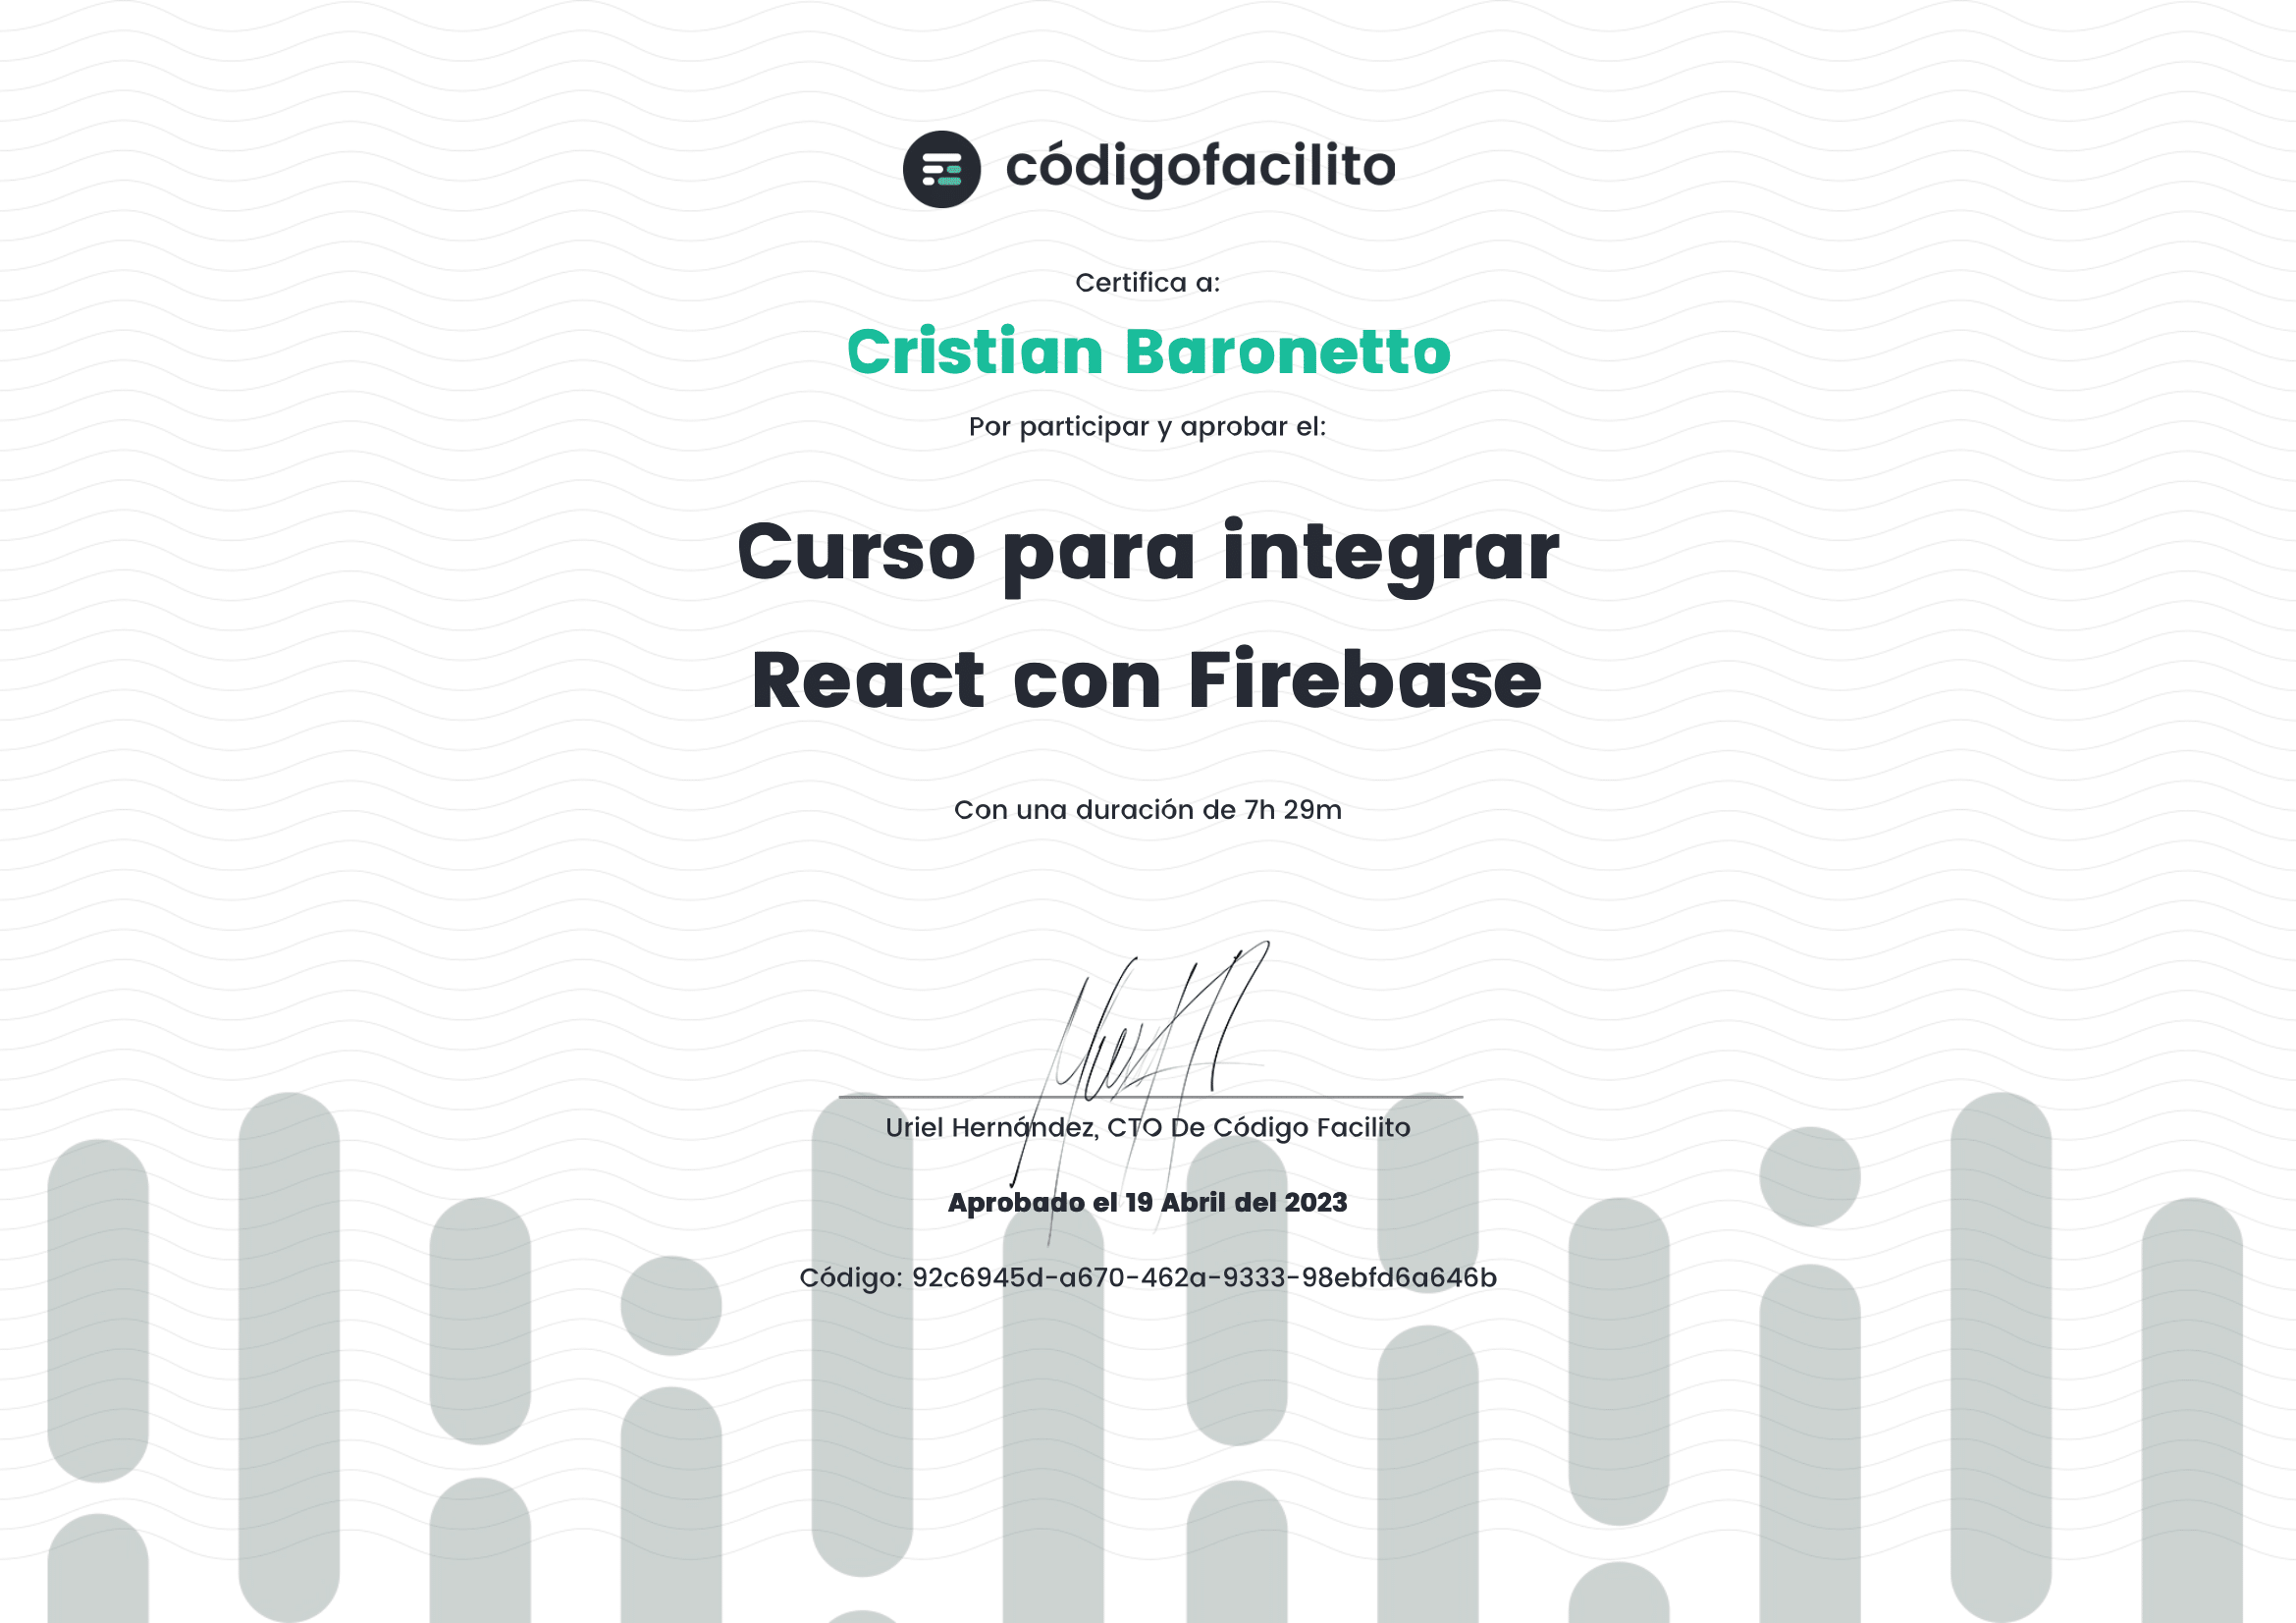 códigofacilito
Certifica a:
Cristian Baronetto
Por participar y aprobar el:
Curso para integrar
React con Firebase
Con una duración de 7h 29m
Uriel Hernández, CTO De Código Facilito
Aprobado el 19 Abril del 2023
Código: 92c6945d-a670-462a-9333-98ebfd6a646b